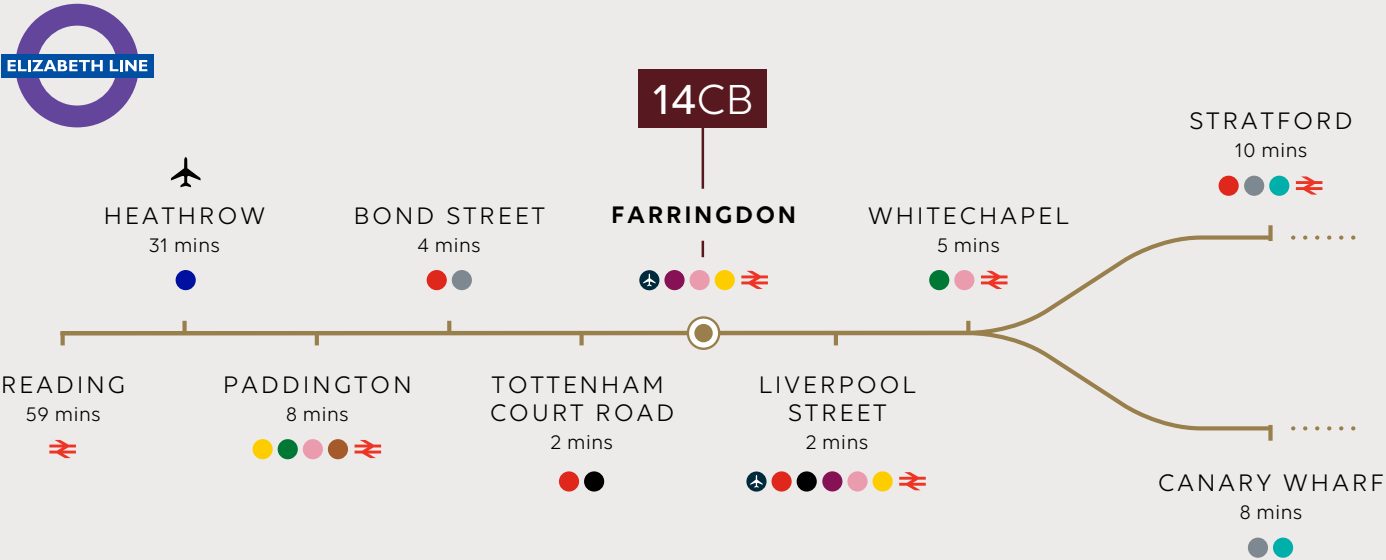 ELIZABETH LINE
14CB
HEATHROW
31 mins
BOND STREET
4 mins
FARRINGDON
WHITECHAPEL
5 mins
STRATFORD
10 mins
READING
59 mins
PADDINGTON
8 mins
TOTTENHAM
COURT ROAD
2 mins
LIVERPOOL
STREET
2 mins
CANARY WHARF
8 mins